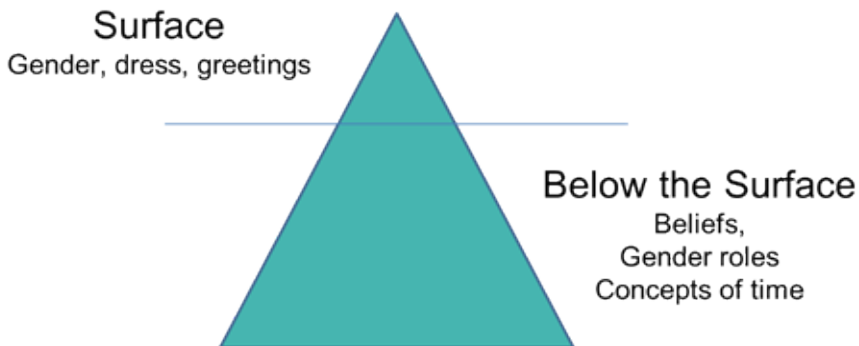 Surface
Gender, dress, greetings
Below the Surface
Beliefs,
Gender roles
Concepts of time